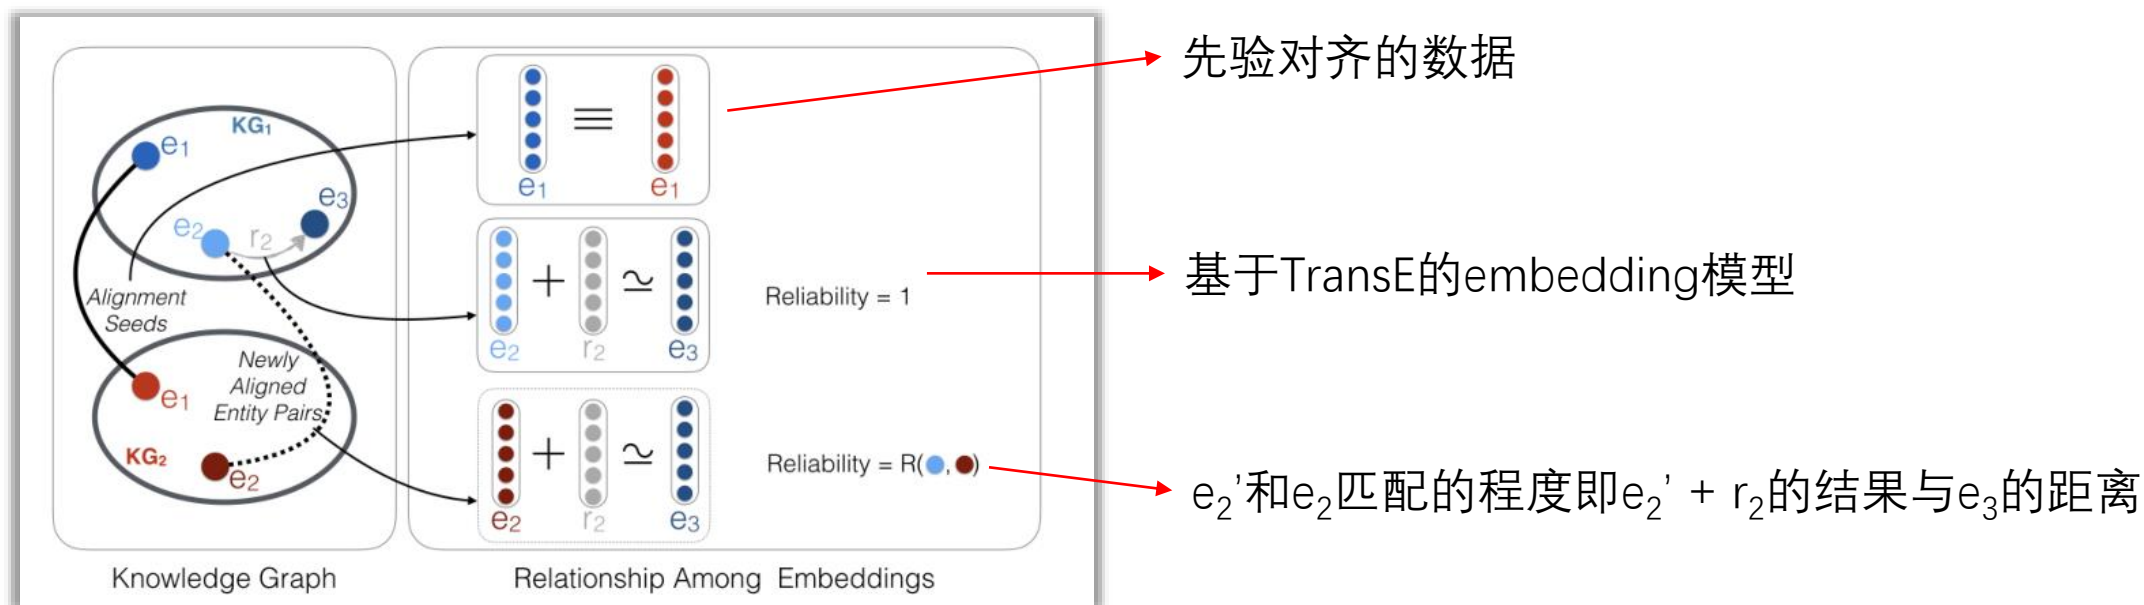 KG₁
e₁
e₃
e₂
r₂
Alignment
Seeds
Newly
Aligned
Entity Pairs
e₁
KG₂
e₂
Knowledge Graph
≡
e₁
e₁
+
≃
e₂
r₂
e₃
Reliability = 1
+
≃
e₂
r₂
e₃
Reliability = R( , )
Relationship Among Embeddings
先验对齐的数据
基于TransE的embedding模型
e₂’和e₂匹配的程度即e₂’ + r₂的结果与e₃的距离